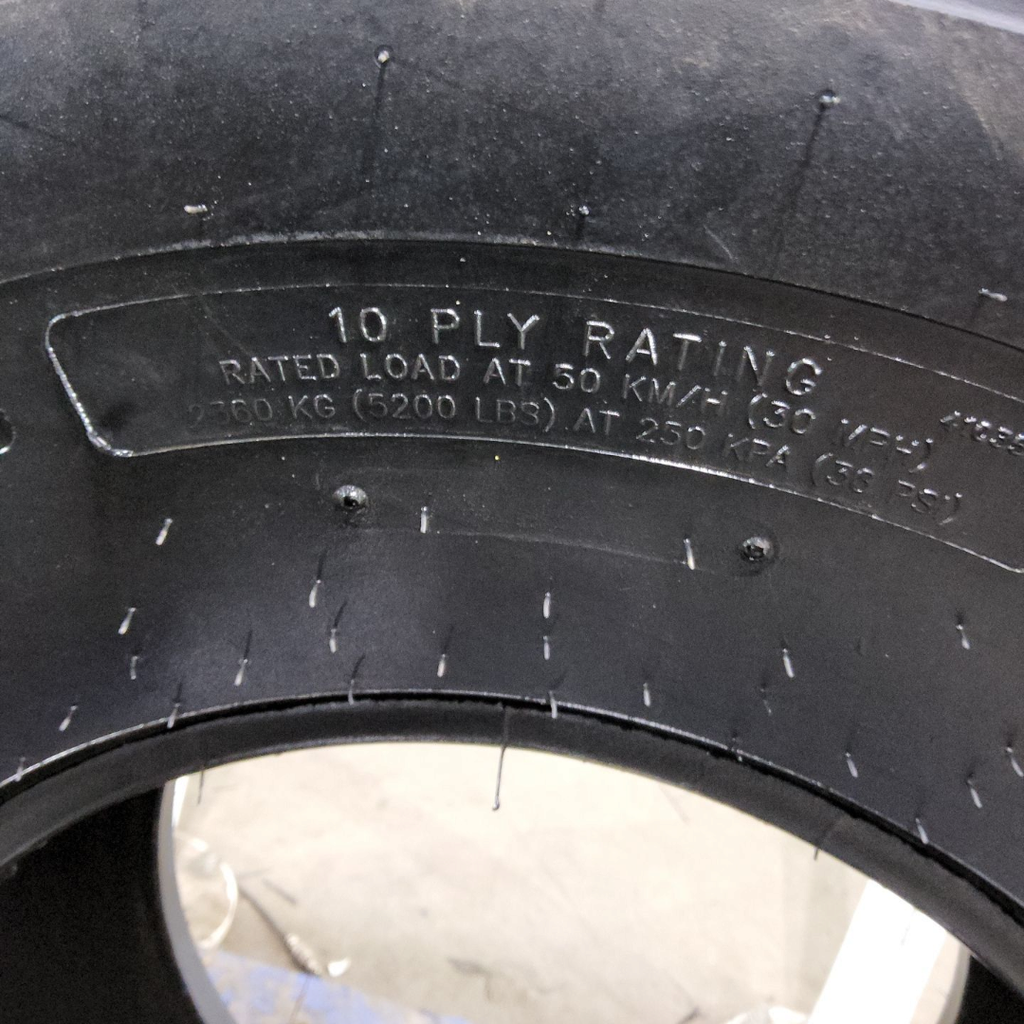 10 PLY RATING
RATED LOAD AT 50 KM/H (30 MPH)
2360 KG (5200 LBS) AT 250 KPA (36 PSI)